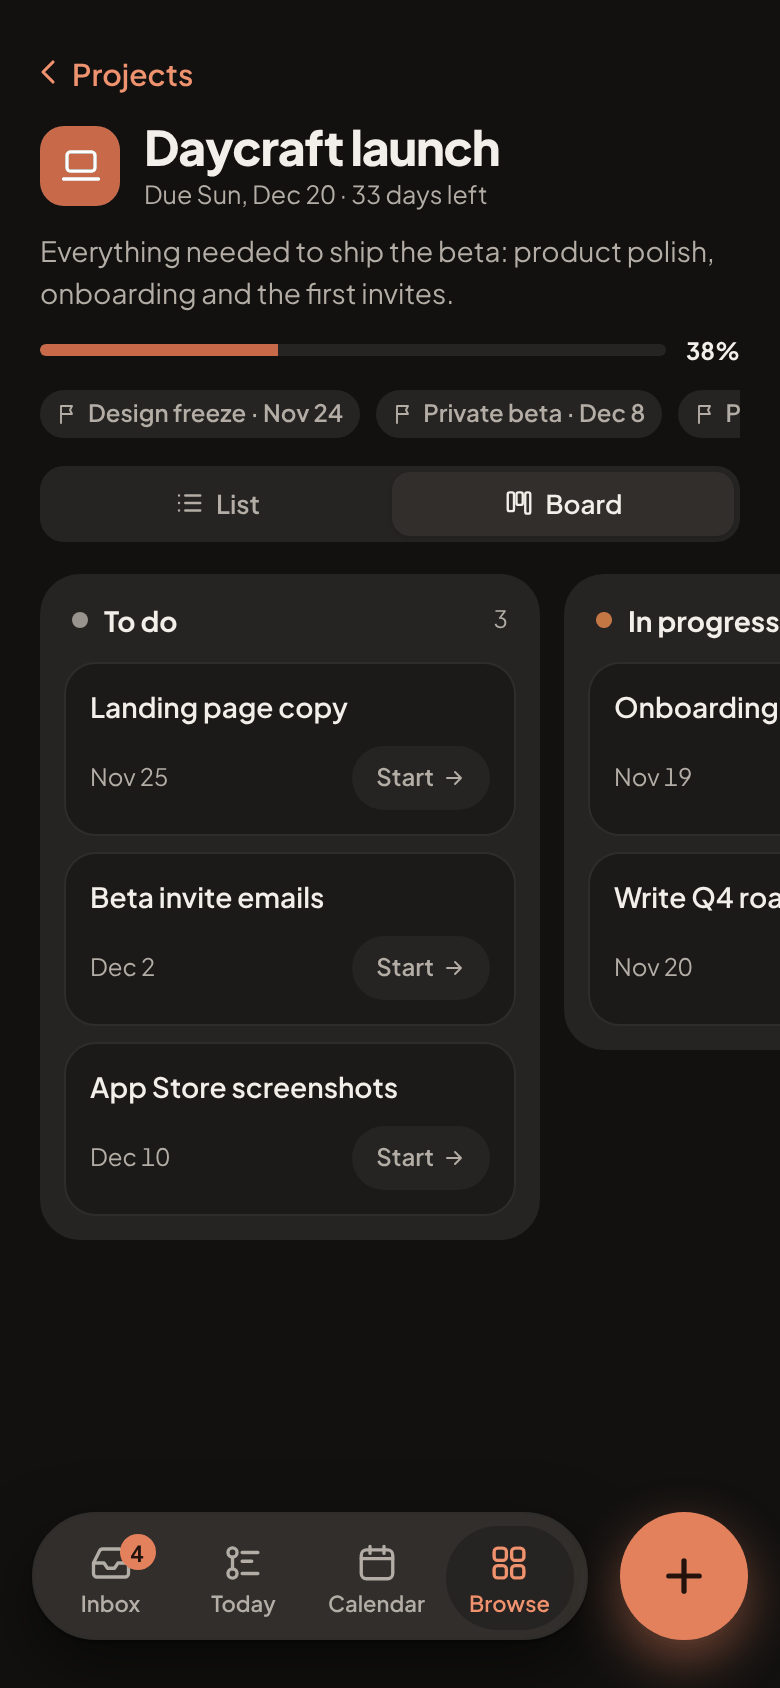 Projects
Daycraft launch
Due Sun, Dec 20 · 33 days left
Everything needed to ship the beta: product polish,
onboarding and the first invites.
38%
Design freeze · Nov 24
Private beta · Dec 8
P
List
Board
To do
3
Landing page copy
Nov 25
Start →
Beta invite emails
Dec 2
Start →
App Store screenshots
Dec 10
Start →
In progress
Onboarding
Nov 19
Write Q4 roa
Nov 20
4
Inbox
Today
Calendar
Browse